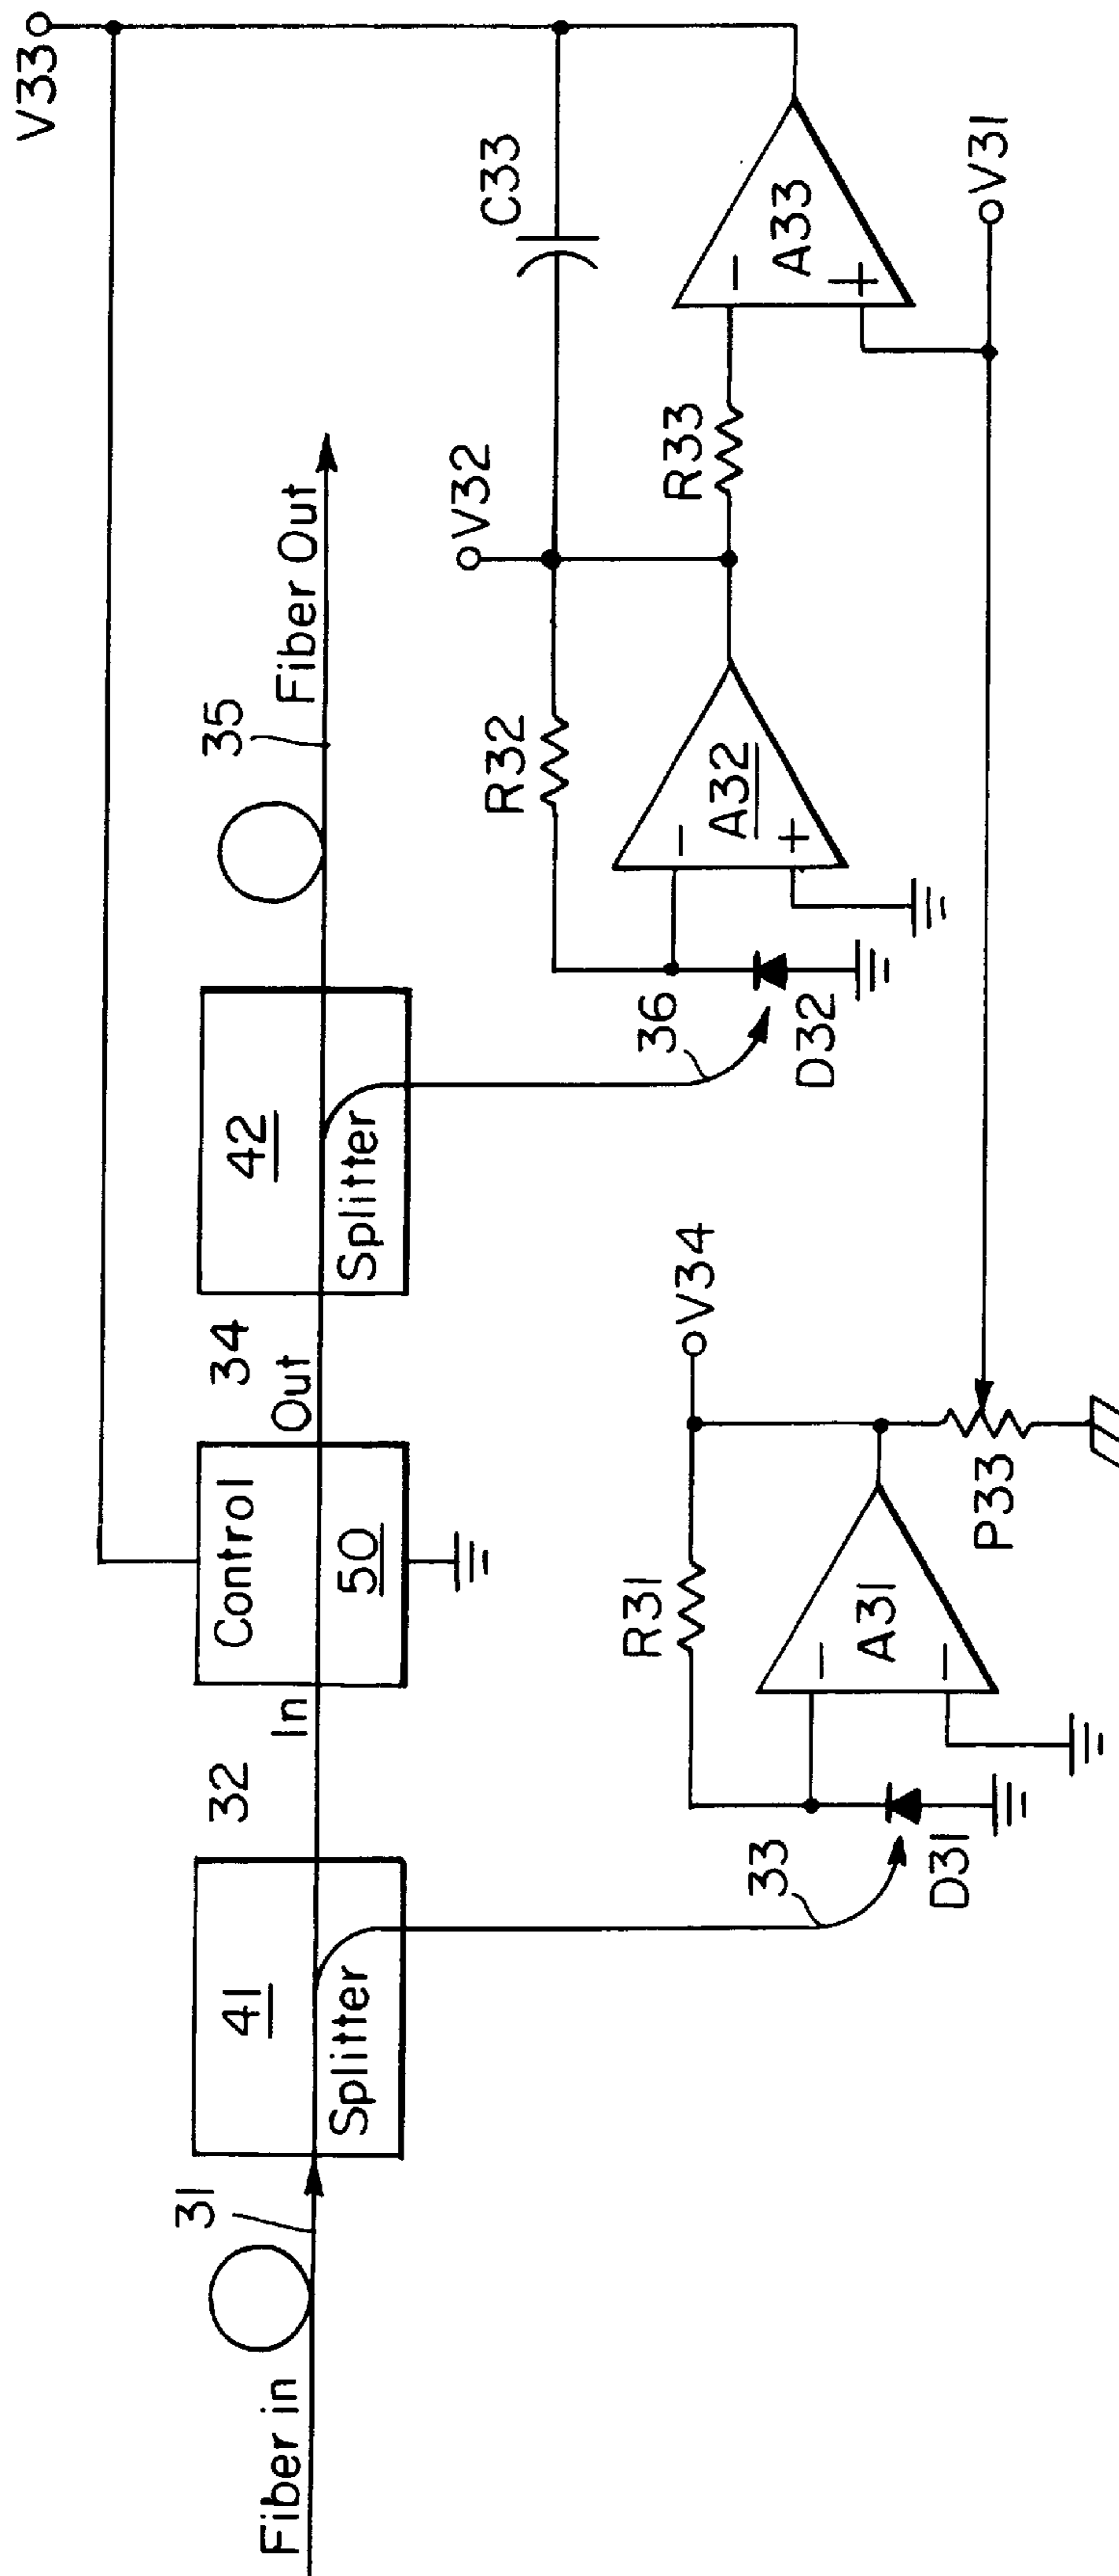 Fiber in
31
41
Splitter
32
In
Control
50
34
Out
42
Splitter
35
Fiber Out
V33
33
D31
R31
−
A31
−
V34
P33
36
D32
R32
−
A32
+
V32
C33
R33
−
A33
+
V31